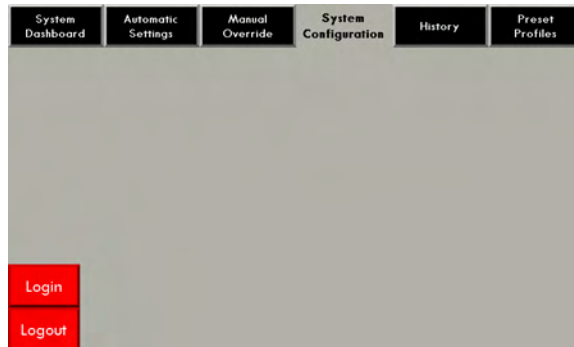 System
Dashboard
Automatic
Settings
Manual
Override
System
Configuration
History
Preset
Profiles
Login
Logout